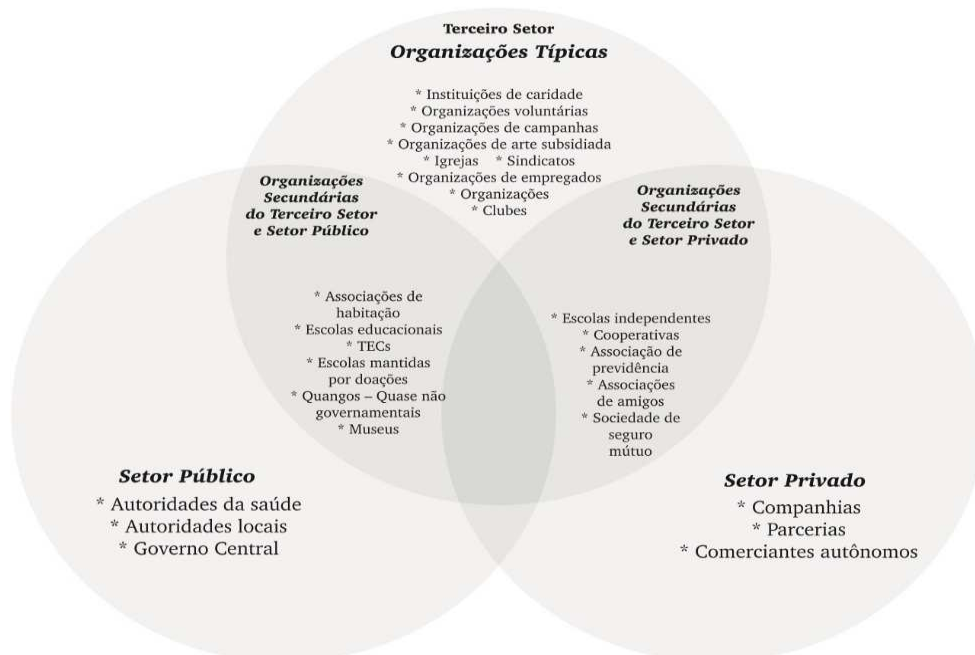 Terceiro Setor
Organizações Típicas
* Instituições de caridade
* Organizações voluntárias
* Organizações de campanhas
* Organizações de arte subsidiada
* Igrejas * Sindicatos
* Organizações de empregados
* Organizações
* Clubes
Organizações
Secundárias
do Terceiro Setor
e Setor Público
Organizações
Secundárias
do Terceiro Setor
e Setor Privado
* Associações de
habitação
* Escolas educacionais
* TECs
* Escolas mantidas
por doações
* Quangos – Quase não
governamentais
* Museus
* Escolas independentes
* Cooperativas
* Associação de
previdência
* Associações
de amigos
* Sociedade de
seguro
mútuo
Setor Público
* Autoridades da saúde
* Autoridades locais
* Governo Central
Setor Privado
* Companhias
* Parcerias
* Comerciantes autônomos